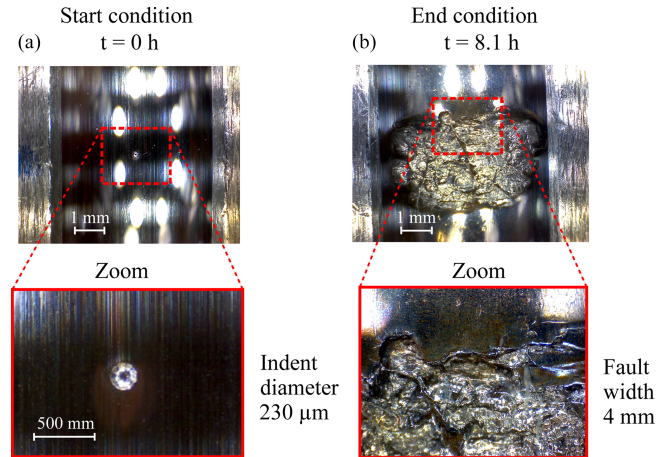 Start condition
(a) t = 0 h
1 mm
Zoom
500 mm
Indent
diameter
230 µm
End condition
(b) t = 8.1 h
1 mm
Zoom
Fault
width
4 mm